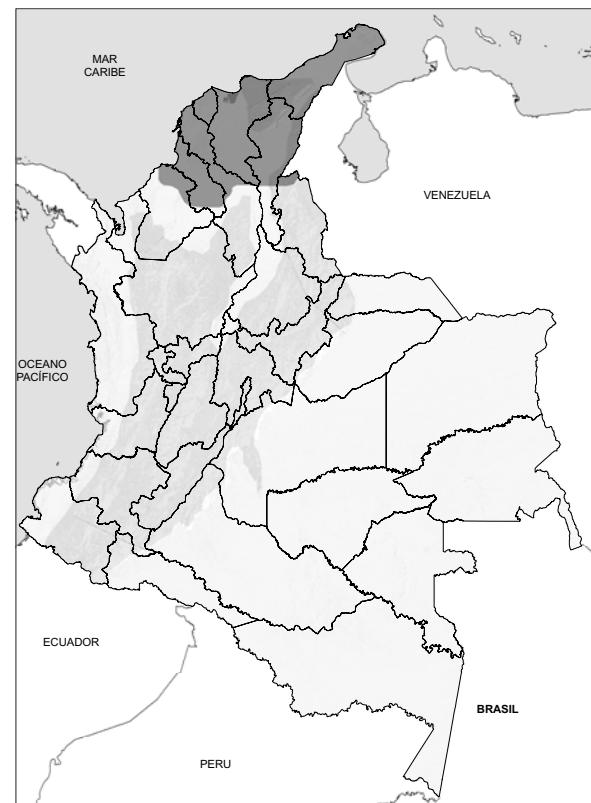 MAR
CARIBE
VENEZUELA
OCEANO
PACÍFICO
ECUADOR
BRASIL
PERU